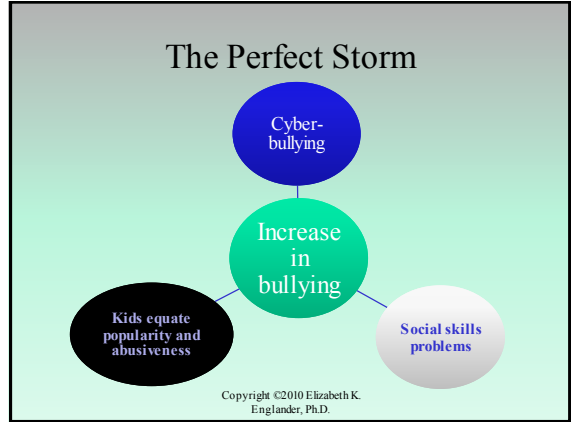 The Perfect Storm
Cyber-
bullying
Increase
in
bullying
Kids equate
popularity and
abusiveness
Social skills
problems
Copyright ©2010 Elizabeth K.
Englander, Ph.D.